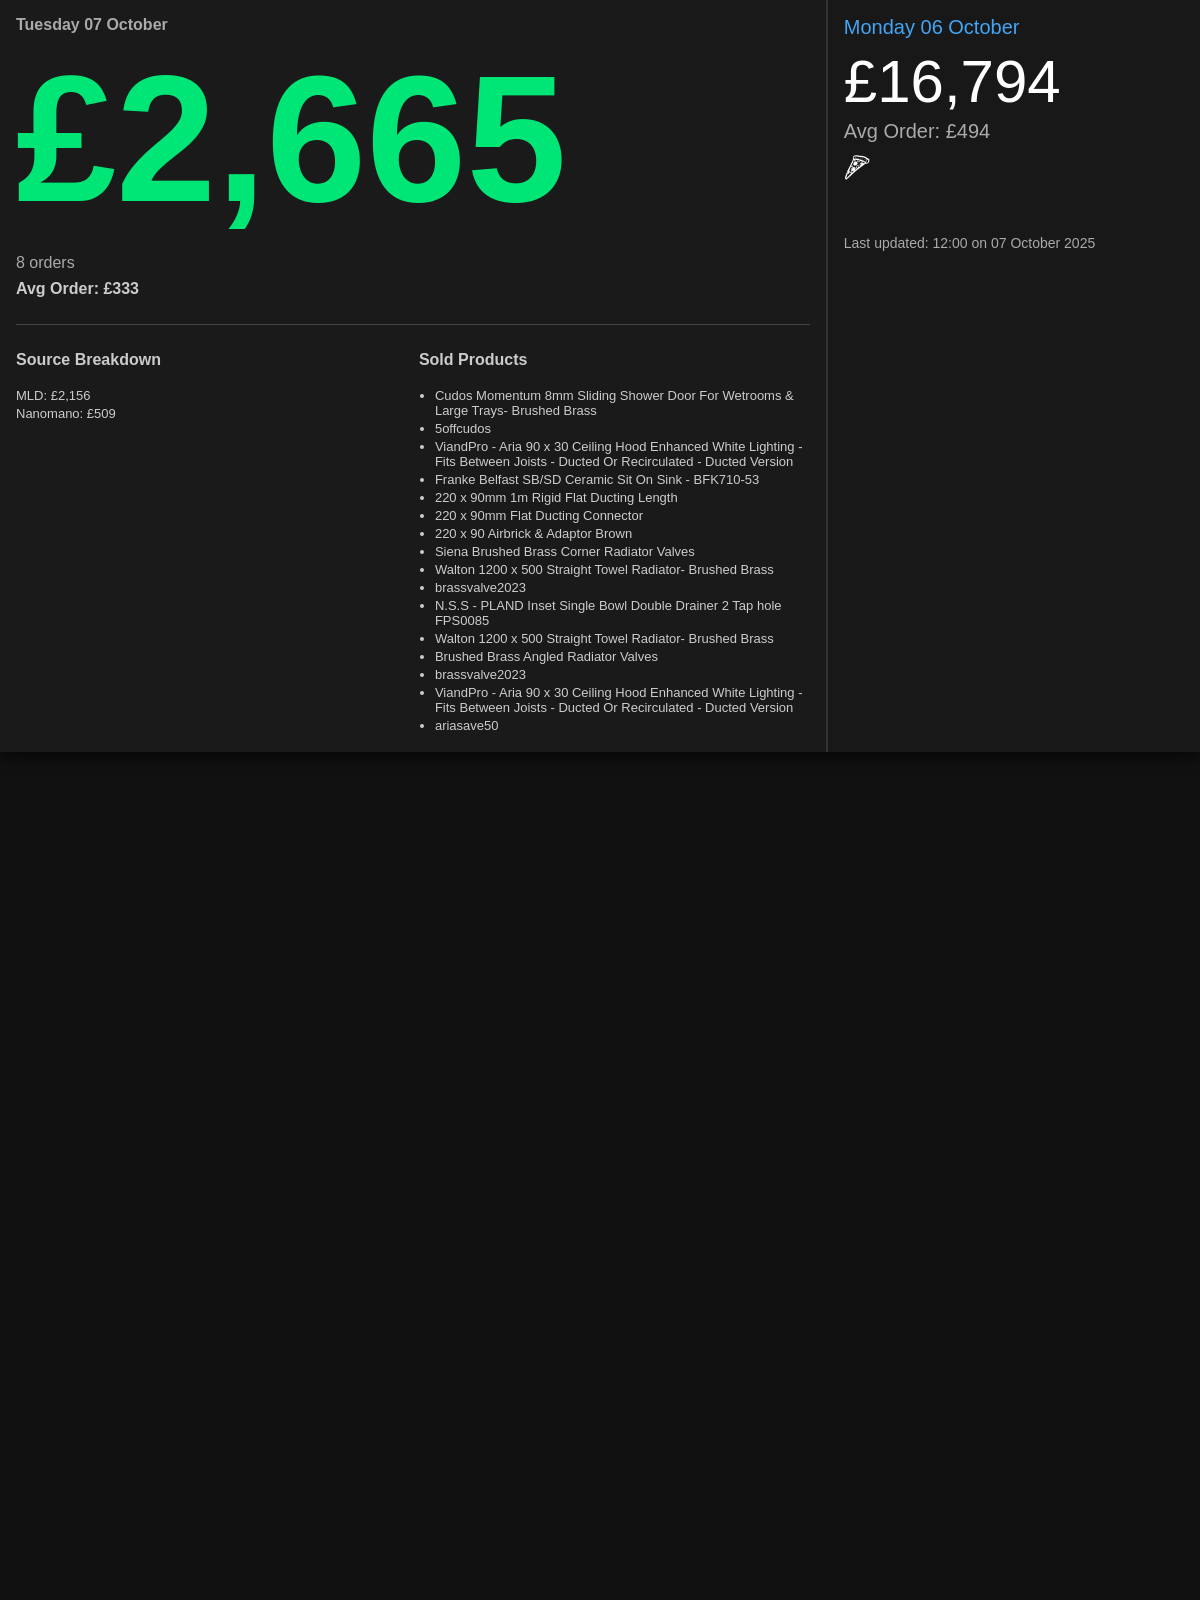 Tuesday 07 October
£2,665
8 orders
Avg Order: £333
Source Breakdown
MLD: £2,156
Nanomano: £509
Sold Products
Cudos Momentum 8mm Sliding Shower Door For Wetrooms &
Large Trays- Brushed Brass
5offcudos
ViandPro - Aria 90 x 30 Ceiling Hood Enhanced White Lighting -
Fits Between Joists - Ducted Or Recirculated - Ducted Version
Franke Belfast SB/SD Ceramic Sit On Sink - BFK710-53
220 x 90mm 1m Rigid Flat Ducting Length
220 x 90mm Flat Ducting Connector
220 x 90 Airbrick & Adaptor Brown
Siena Brushed Brass Corner Radiator Valves
Walton 1200 x 500 Straight Towel Radiator- Brushed Brass
brassvalve2023
N.S.S - PLAND Inset Single Bowl Double Drainer 2 Tap hole
FPS0085
Walton 1200 x 500 Straight Towel Radiator- Brushed Brass
Brushed Brass Angled Radiator Valves
brassvalve2023
ViandPro - Aria 90 x 30 Ceiling Hood Enhanced White Lighting -
Fits Between Joists - Ducted Or Recirculated - Ducted Version
ariasave50
Monday 06 October
£16,794
Avg Order: £494
Last updated: 12:00 on 07 October 2025